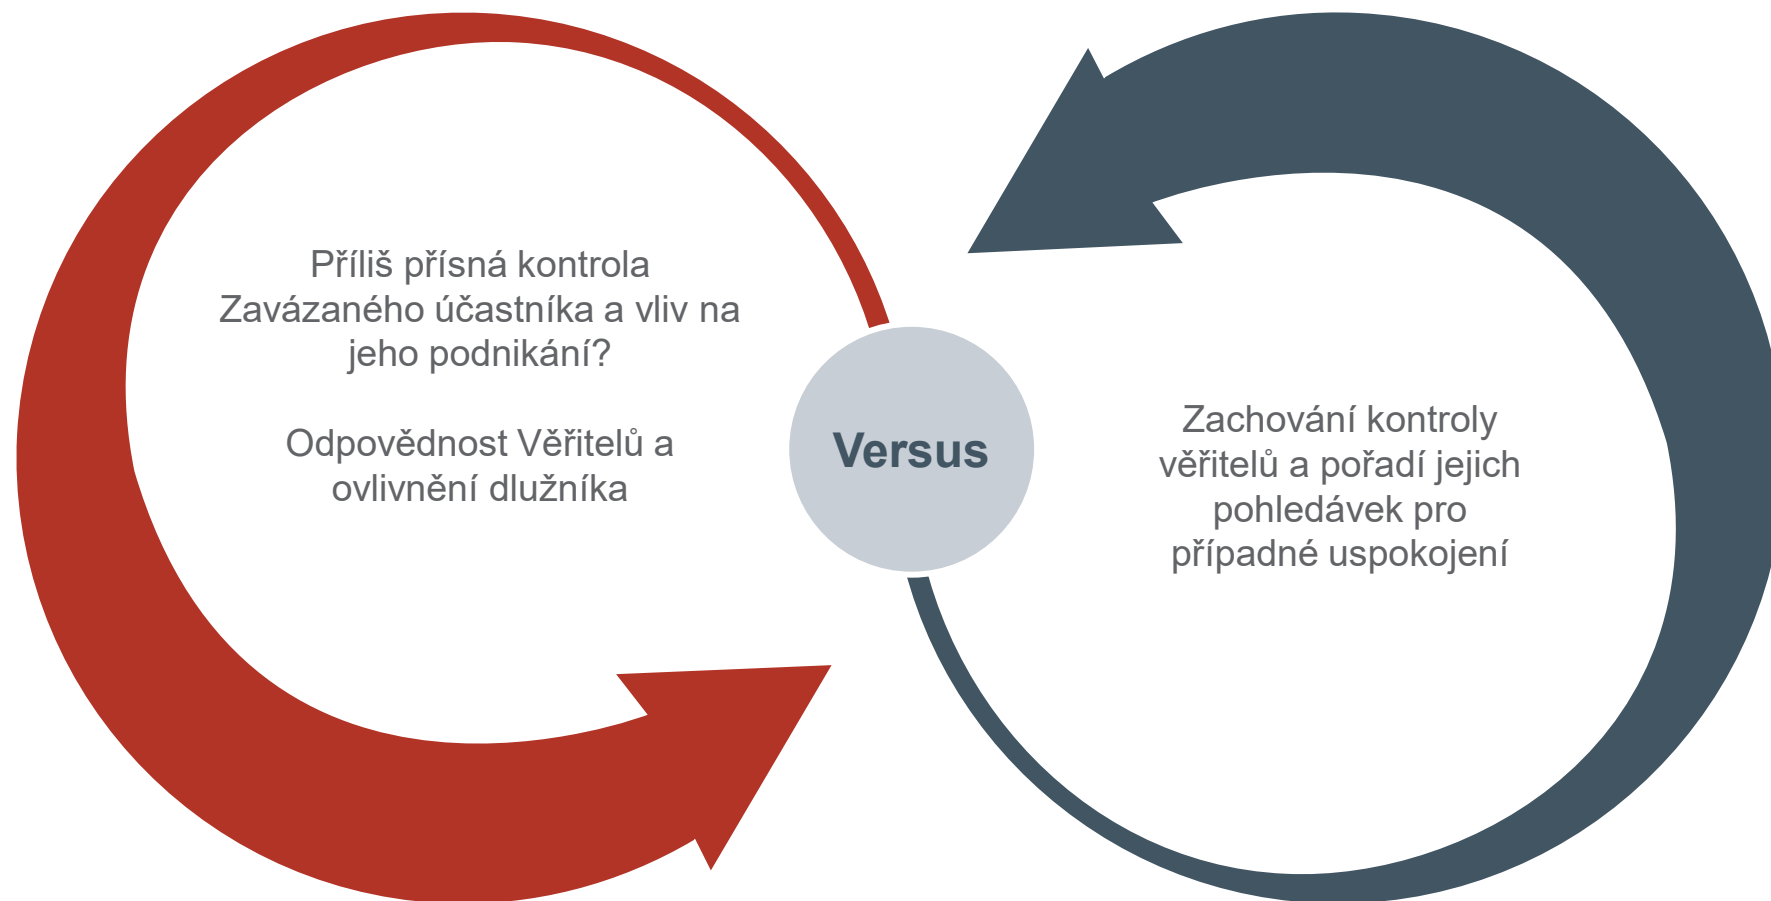 Příliš přísná kontrola
Zavázaného účastníka a vliv na
jeho podnikání?
Odpovědnost Věřitelů a
ovlivnění dlužníka
Versus
Zachování kontroly
věřitelů a pořadí jejich
pohledávek pro
případné uspokojení